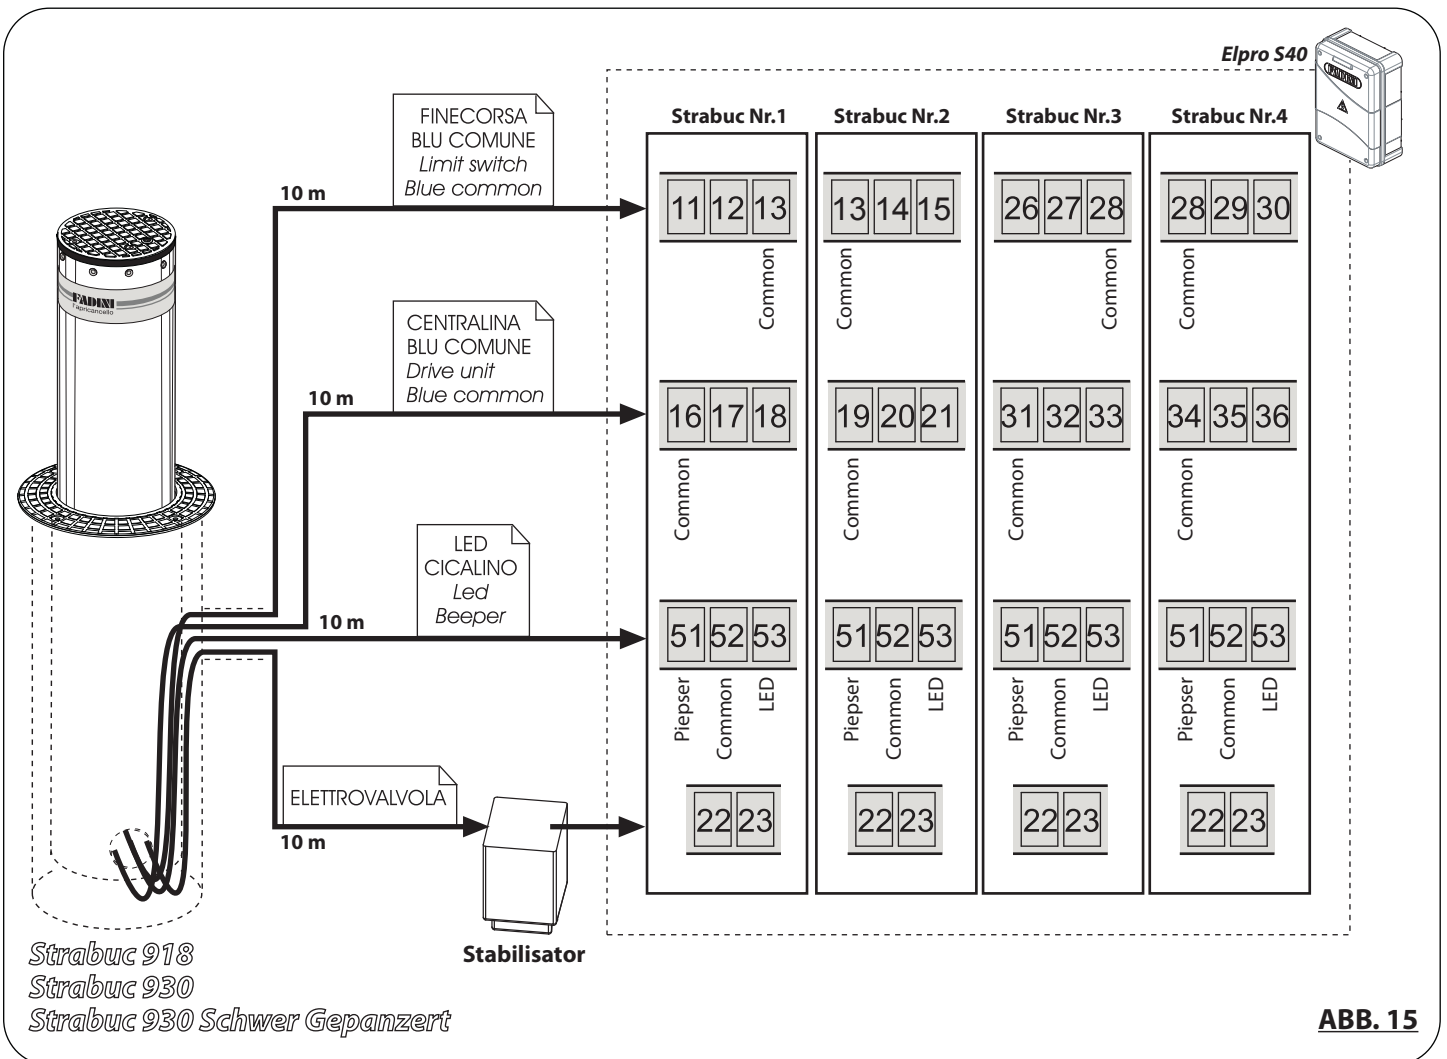 Elpro S40
FADINI
Strabuc Nr.1
Strabuc Nr.2
Strabuc Nr.3
Strabuc Nr.4
FINECORSA
BLU COMUNE
Limit switch
Blue common
10 m
11 12 13
Common
13 14 15
Common
26 27 28
Common
28 29 30
Common
FADINI
l'apricancello
CENTRALINA
BLU COMUNE
Drive unit
Blue common
10 m
16 17 18
Common
19 20 21
Common
31 32 33
Common
34 35 36
Common
LED
CICALINO
Led
Beeper
10 m
51 52 53
Piepser
Common
LED
51 52 53
Piepser
Common
LED
51 52 53
Piepser
Common
LED
51 52 53
Piepser
Common
LED
ELETTROVALVOLA
10 m
22 23
22 23
22 23
22 23
Stabilisator
Strabuc 918
Strabuc 930
Strabuc 930 Schwer Gepanzert
ABB. 15